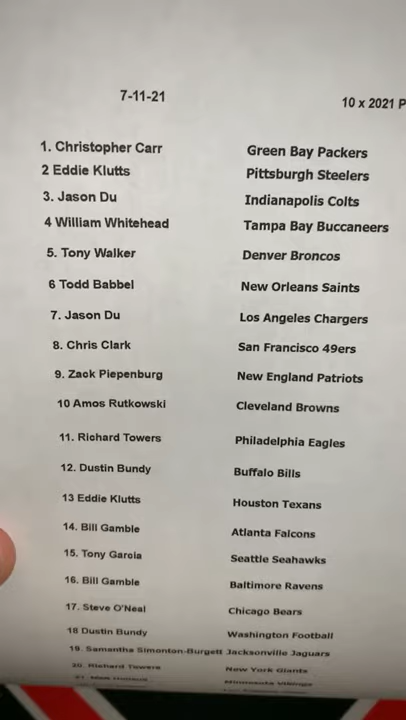 7-11-21 10 x 2021 P
1. Christopher Carr Green Bay Packers
2 Eddie Klutts Pittsburgh Steelers
3. Jason Du Indianapolis Colts
4 William Whitehead Tampa Bay Buccaneers
5. Tony Walker Denver Broncos
6 Todd Babbel New Orleans Saints
7. Jason Du Los Angeles Chargers
8. Chris Clark San Francisco 49ers
9. Zack Piepenburg New England Patriots
10 Amos Rutkowski Cleveland Browns
11. Richard Towers Philadelphia Eagles
12. Dustin Bundy Buffalo Bills
13 Eddie Klutts Houston Texans
14. Bill Gamble Atlanta Falcons
15. Tony Garcia Seattle Seahawks
16. Bill Gamble Baltimore Ravens
17. Steve O'Neal Chicago Bears
18 Dustin Bundy Washington Football
19. Samantha Simonton-Burgett Jacksonville Jaguars
20. Richard Towers New York Giants
21. Minnesota Vikings